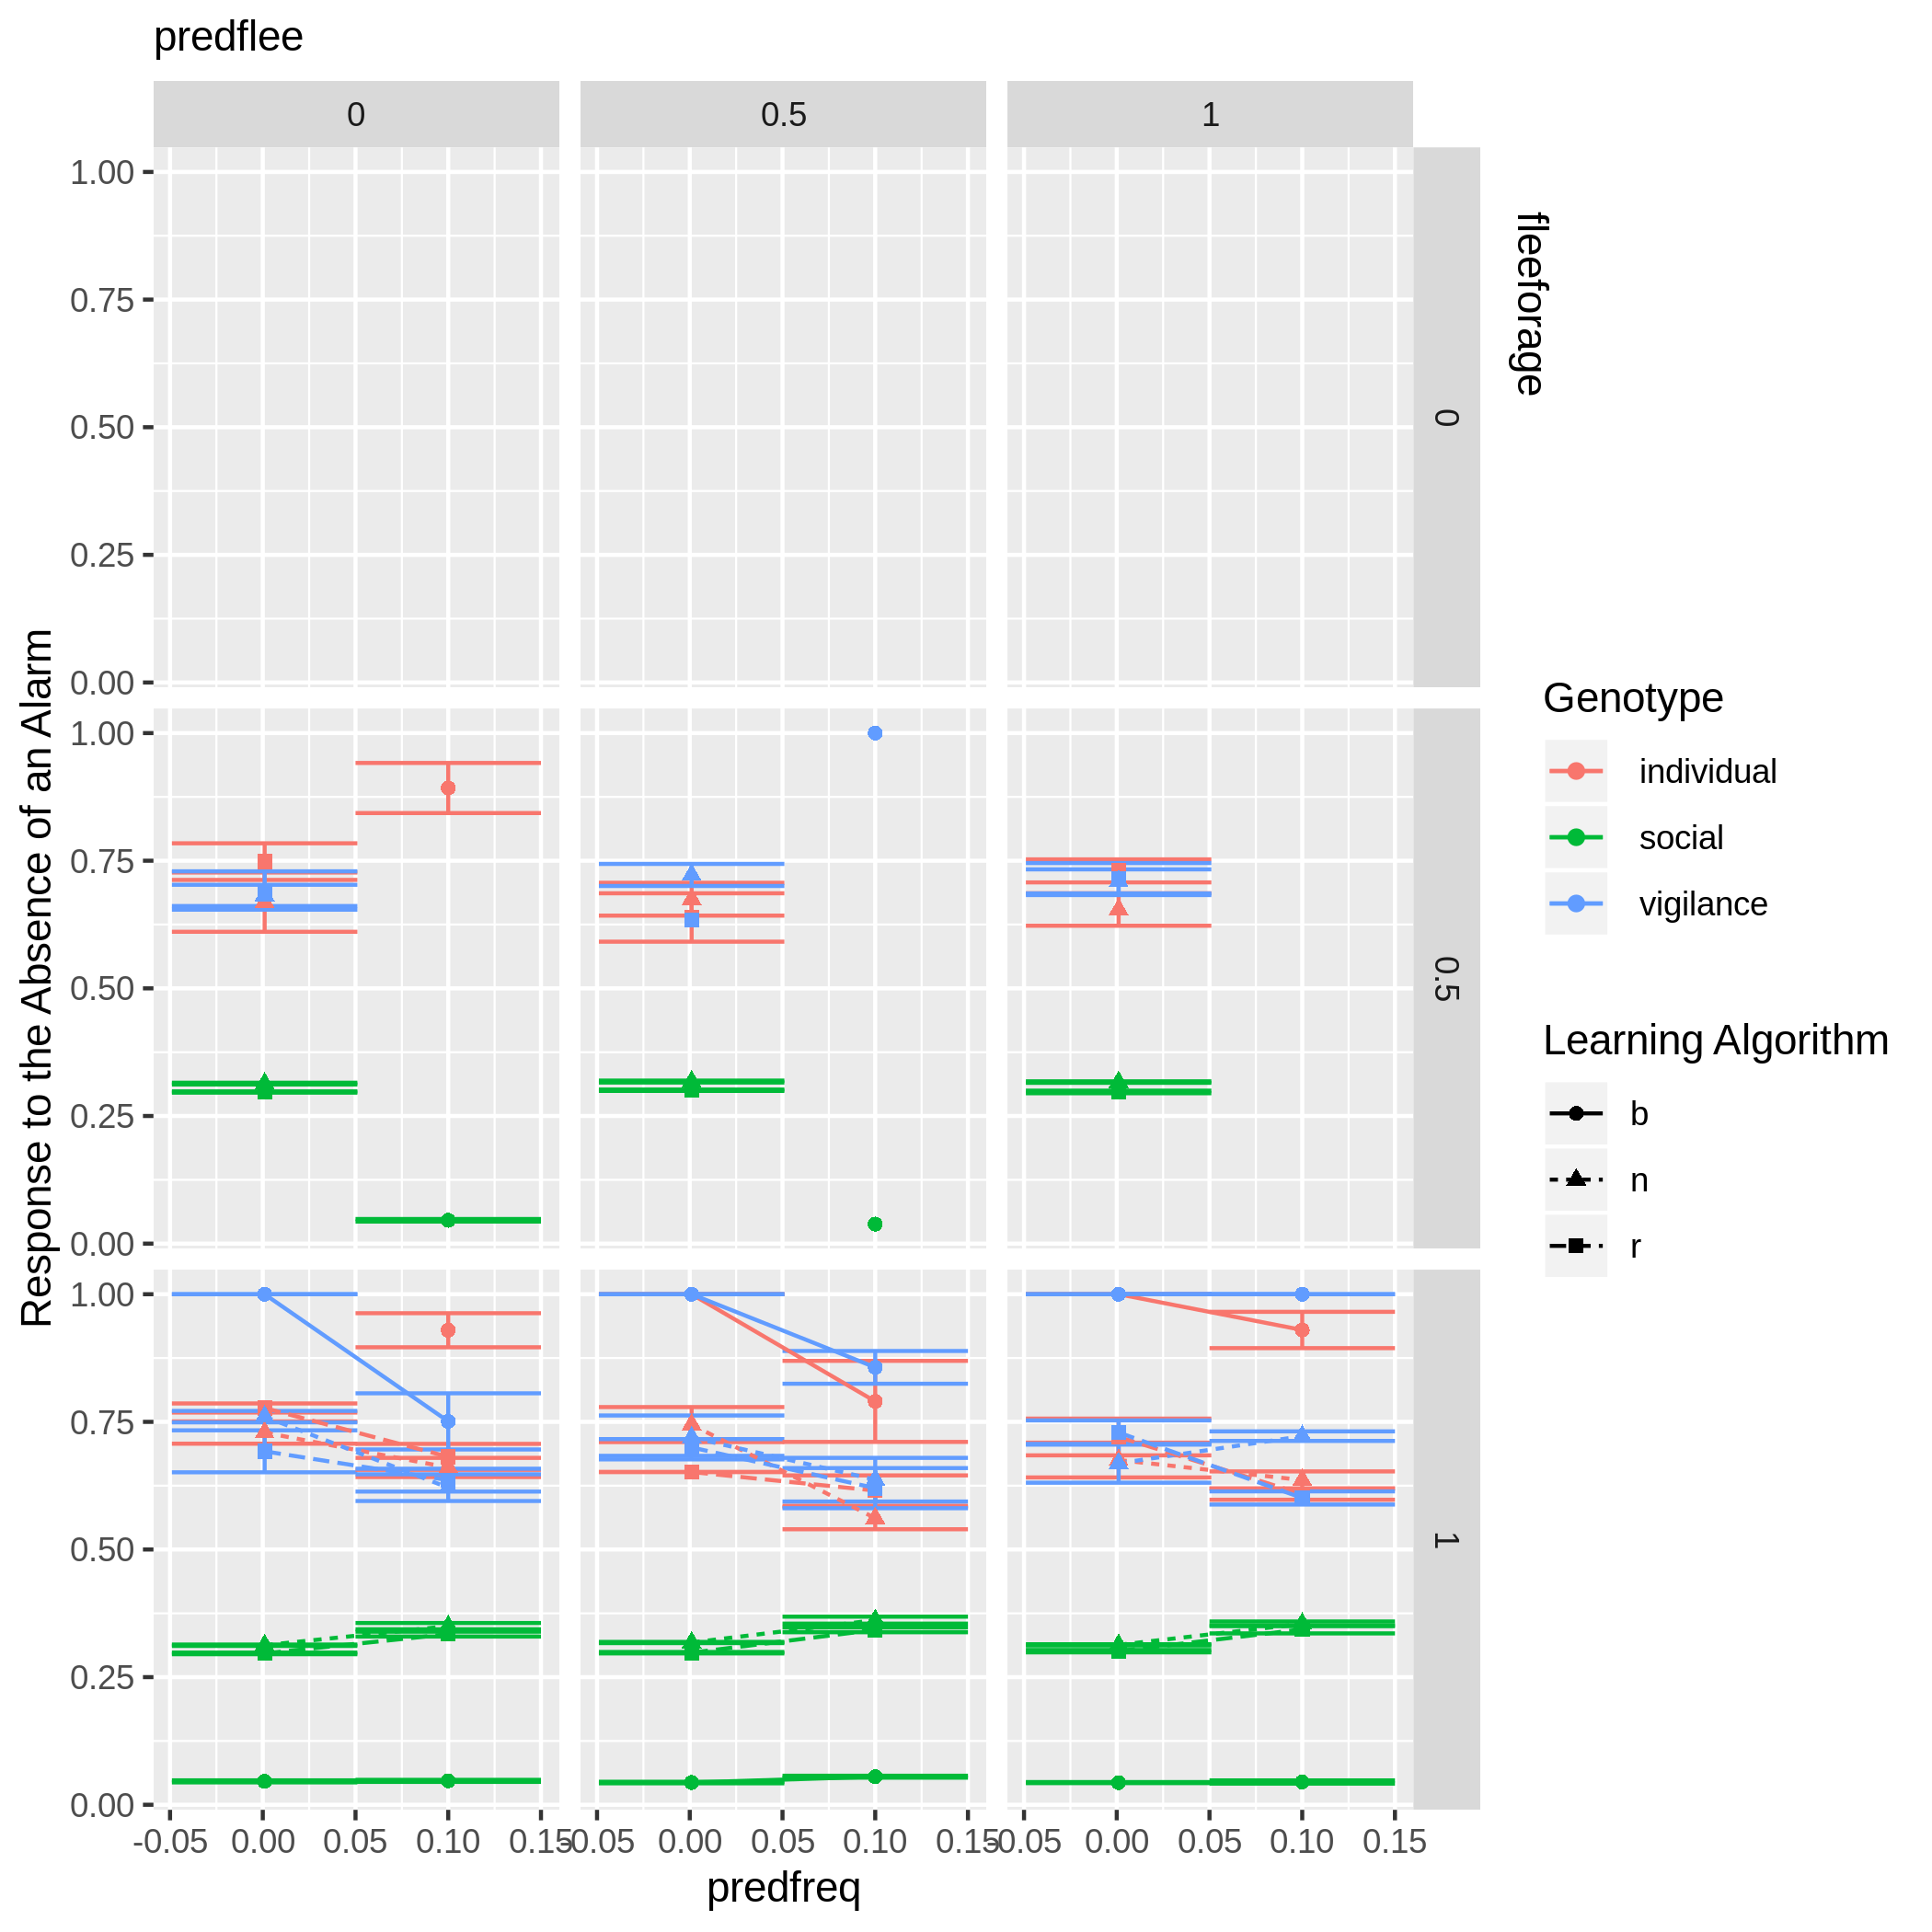 predflee
0 0.5 1
fleeforage
1.00
0.75
0.50
0.25
0.00
0
1.00
0.75
0.50
0.25
0.00
0.5
1.00
0.75
0.50
0.25
0.00
1
-0.05 0.00 0.05 0.10 0.15 -0.05 0.00 0.05 0.10 0.15 -0.05 0.00 0.05 0.10 0.15
predfreq
Response to the Absence of an Alarm
Genotype
individual
social
vigilance
Learning Algorithm
b
n
r